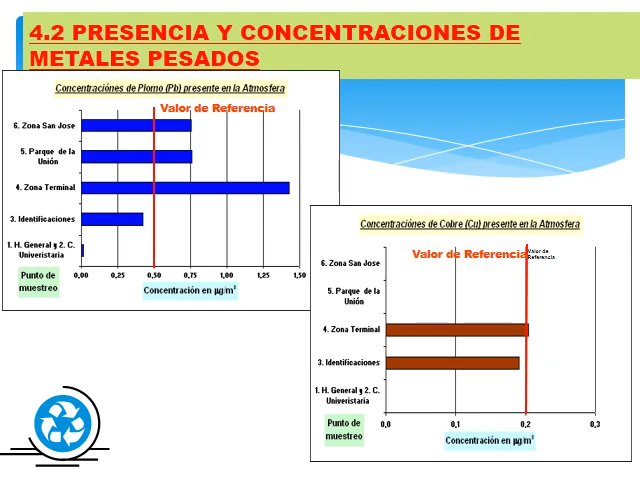 4.2 PRESENCIA Y CONCENTRACIONES DE
METALES PESADOS
Concentraciónes de Plomo (Pb) presente en la Atmosfera
Valor de Referencia
6. Zona San Jose
5. Parque de la
Unión
4. Zona Terminal
3. Identificaciones
1. H. General y 2. C.
Univeristaria
0,00 0,25 0,50 0,75 1,00 1,25 1,50
Punto de
muestreo
Concentración en µg/m³
Concentraciónes de Cobre (Cu) presente en la Atmosfera
Valor de Referencia
Valor de
Referencia
6. Zona San Jose
5. Parque de la
Unión
4. Zona Terminal
3. Identificaciones
1. H. General y 2. C.
Univeristaria
0,0 0,1 0,2 0,3
Punto de
muestreo
Concentración en µg/m³